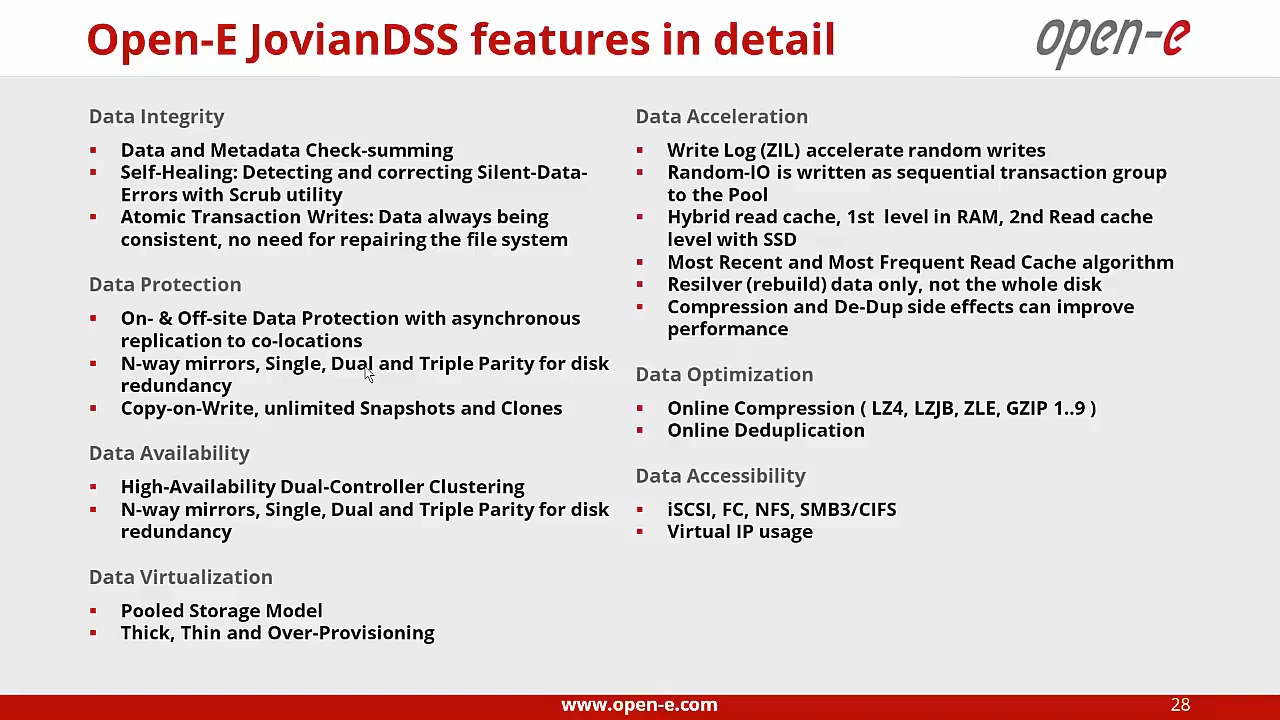 Open-E JovianDSS features in detail
open-e
Data Integrity
Data and Metadata Check-summing
Self-Healing: Detecting and correcting Silent-Data-
Errors with Scrub utility
Atomic Transaction Writes: Data always being
consistent, no need for repairing the file system
Data Protection
On- & Off-site Data Protection with asynchronous
replication to co-locations
N-way mirrors, Single, Dual and Triple Parity for disk
redundancy
Copy-on-Write, unlimited Snapshots and Clones
Data Availability
High-Availability Dual-Controller Clustering
N-way mirrors, Single, Dual and Triple Parity for disk
redundancy
Data Virtualization
Pooled Storage Model
Thick, Thin and Over-Provisioning
Data Acceleration
Write Log (ZIL) accelerate random writes
Random-IO is written as sequential transaction group
to the Pool
Hybrid read cache, 1st level in RAM, 2nd Read cache
level with SSD
Most Recent and Most Frequent Read Cache algorithm
Resilver (rebuild) data only, not the whole disk
Compression and De-Dup side effects can improve
performance
Data Optimization
Online Compression ( LZ4, LZJB, ZLE, GZIP 1..9 )
Online Deduplication
Data Accessibility
iSCSI, FC, NFS, SMB3/CIFS
Virtual IP usage
www.open-e.com
28